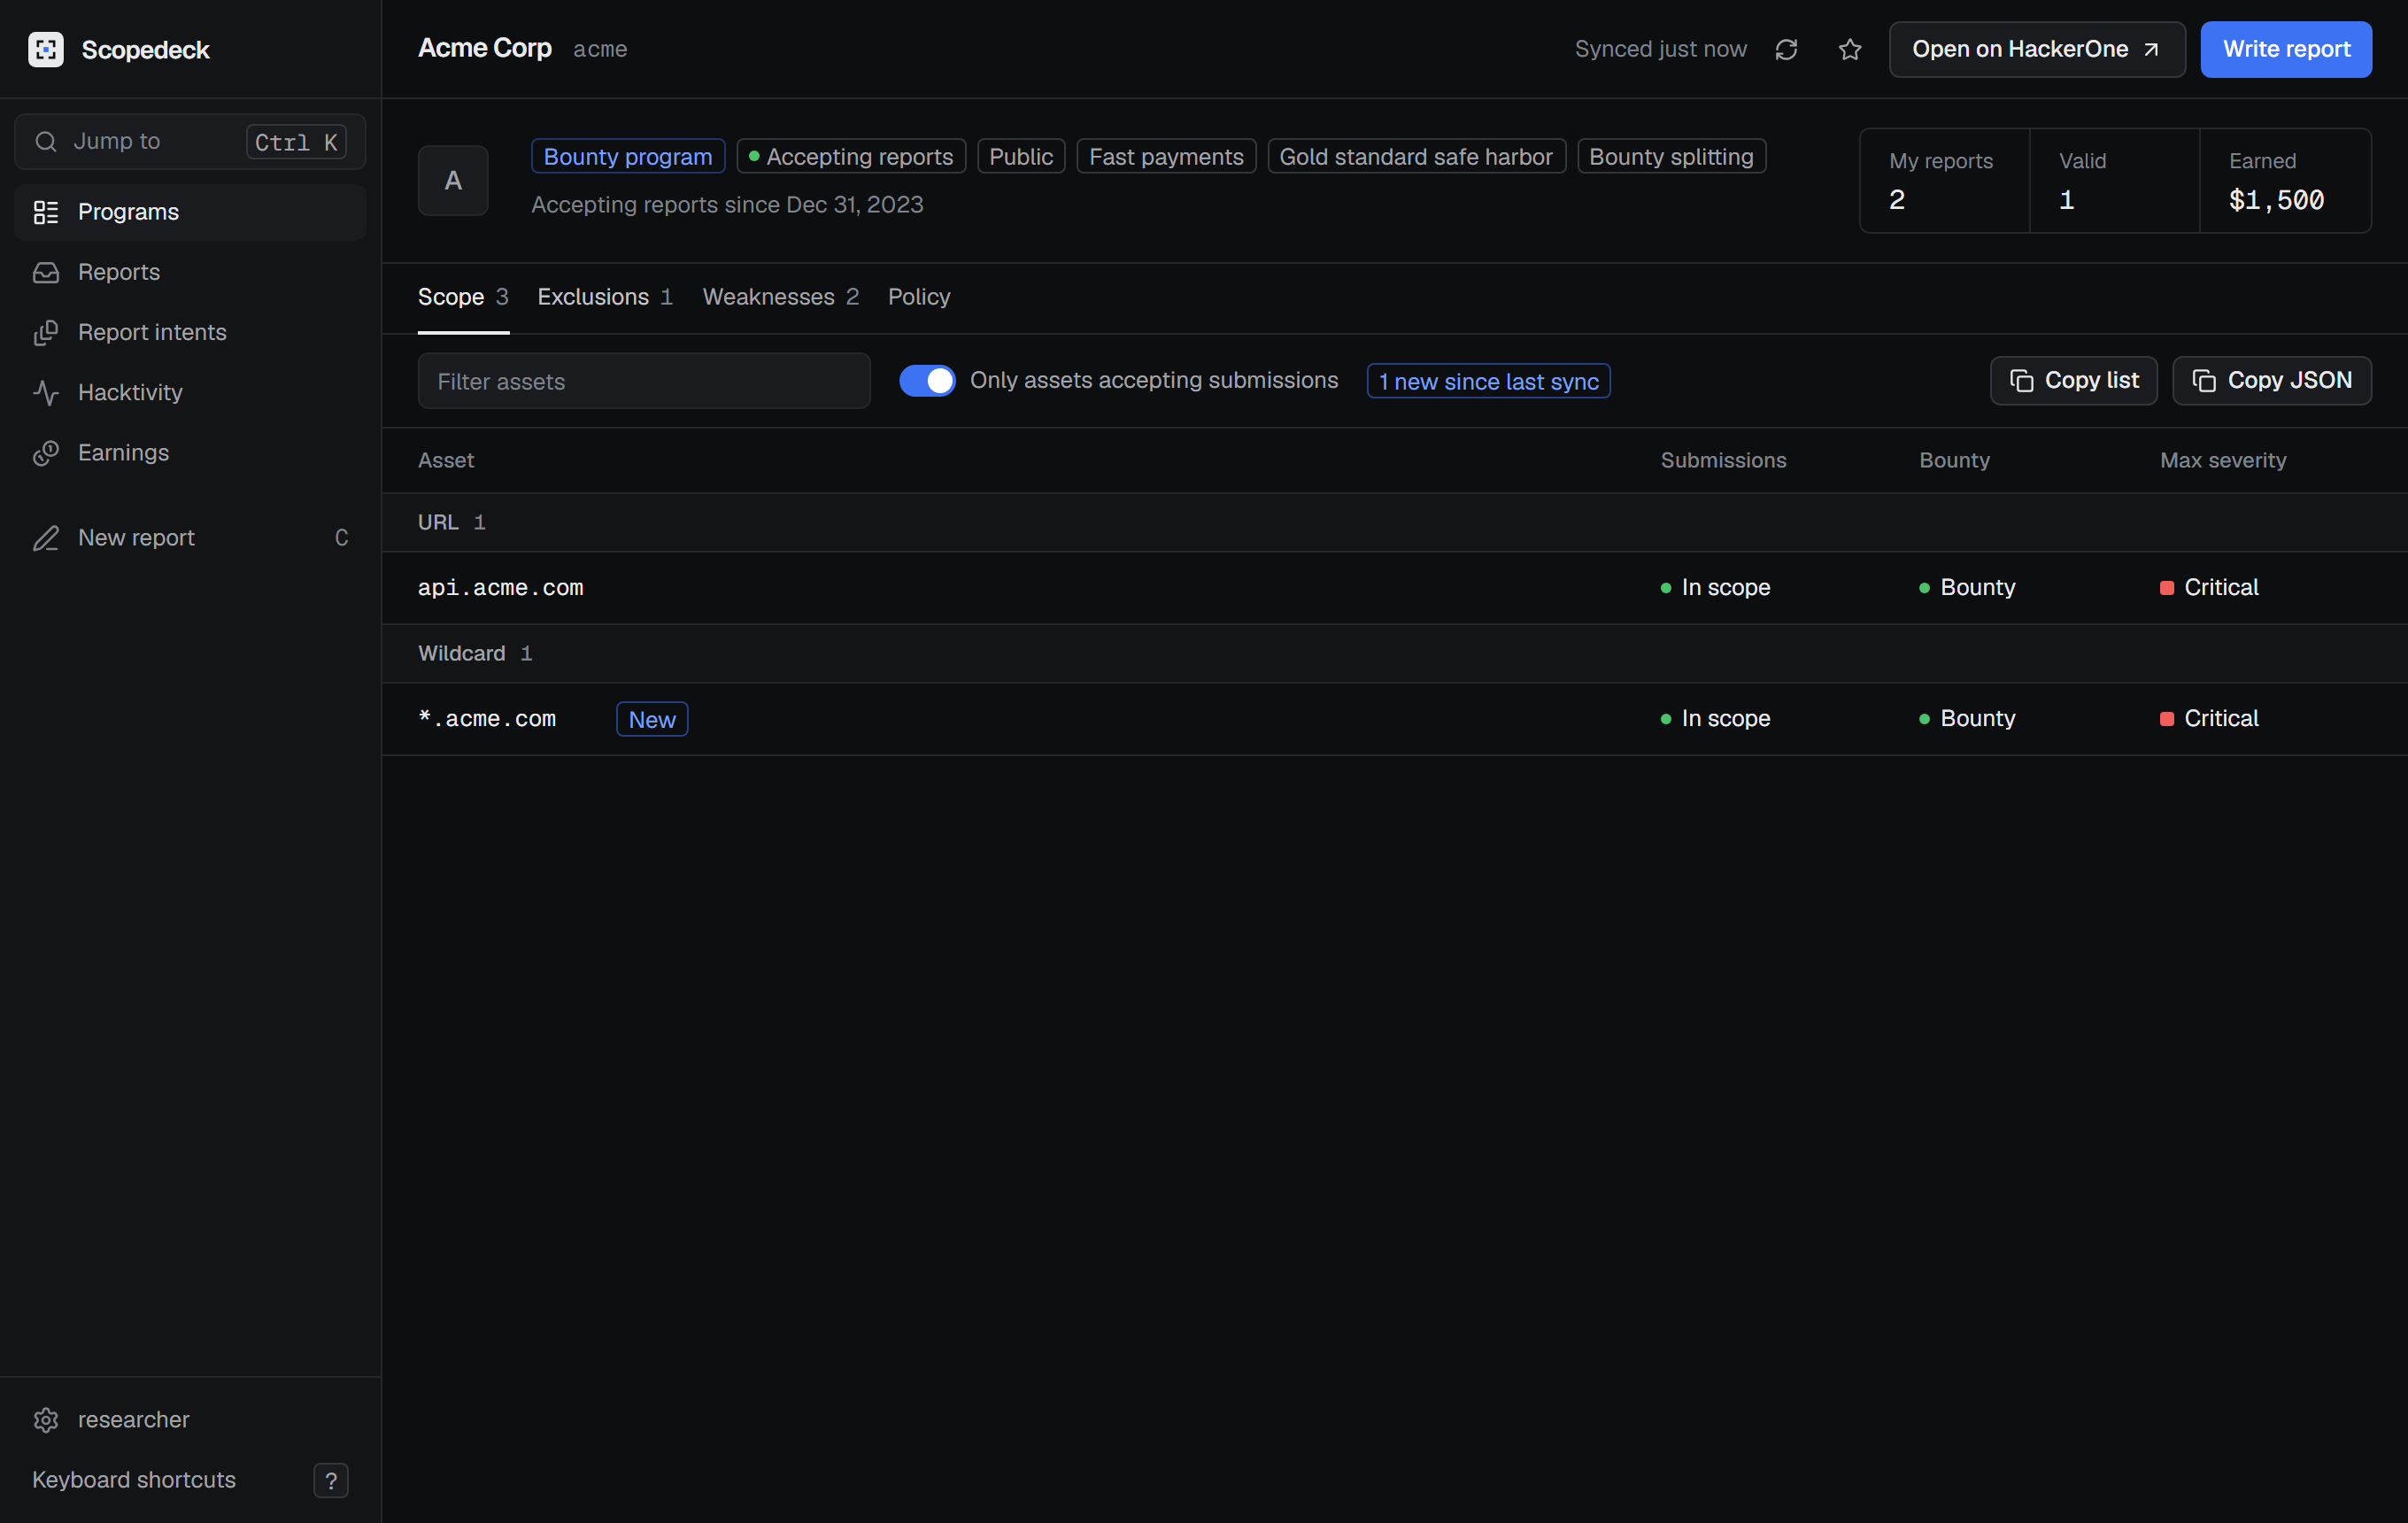 Scopedeck
Jump to Ctrl K
Programs
Reports
Report intents
Hacktivity
Earnings
New report C
researcher
Keyboard shortcuts ?
Acme Corp acme
Synced just now
Open on HackerOne
Write report
A
Bounty program Accepting reports Public Fast payments Gold standard safe harbor Bounty splitting
Accepting reports since Dec 31, 2023
My reports Valid Earned
2 1 $1,500
Scope 3 Exclusions 1 Weaknesses 2 Policy
Filter assets Only assets accepting submissions 1 new since last sync Copy list Copy JSON
Asset Submissions Bounty Max severity
URL 1
api.acme.com In scope Bounty Critical
Wildcard 1
*.acme.com New In scope Bounty Critical